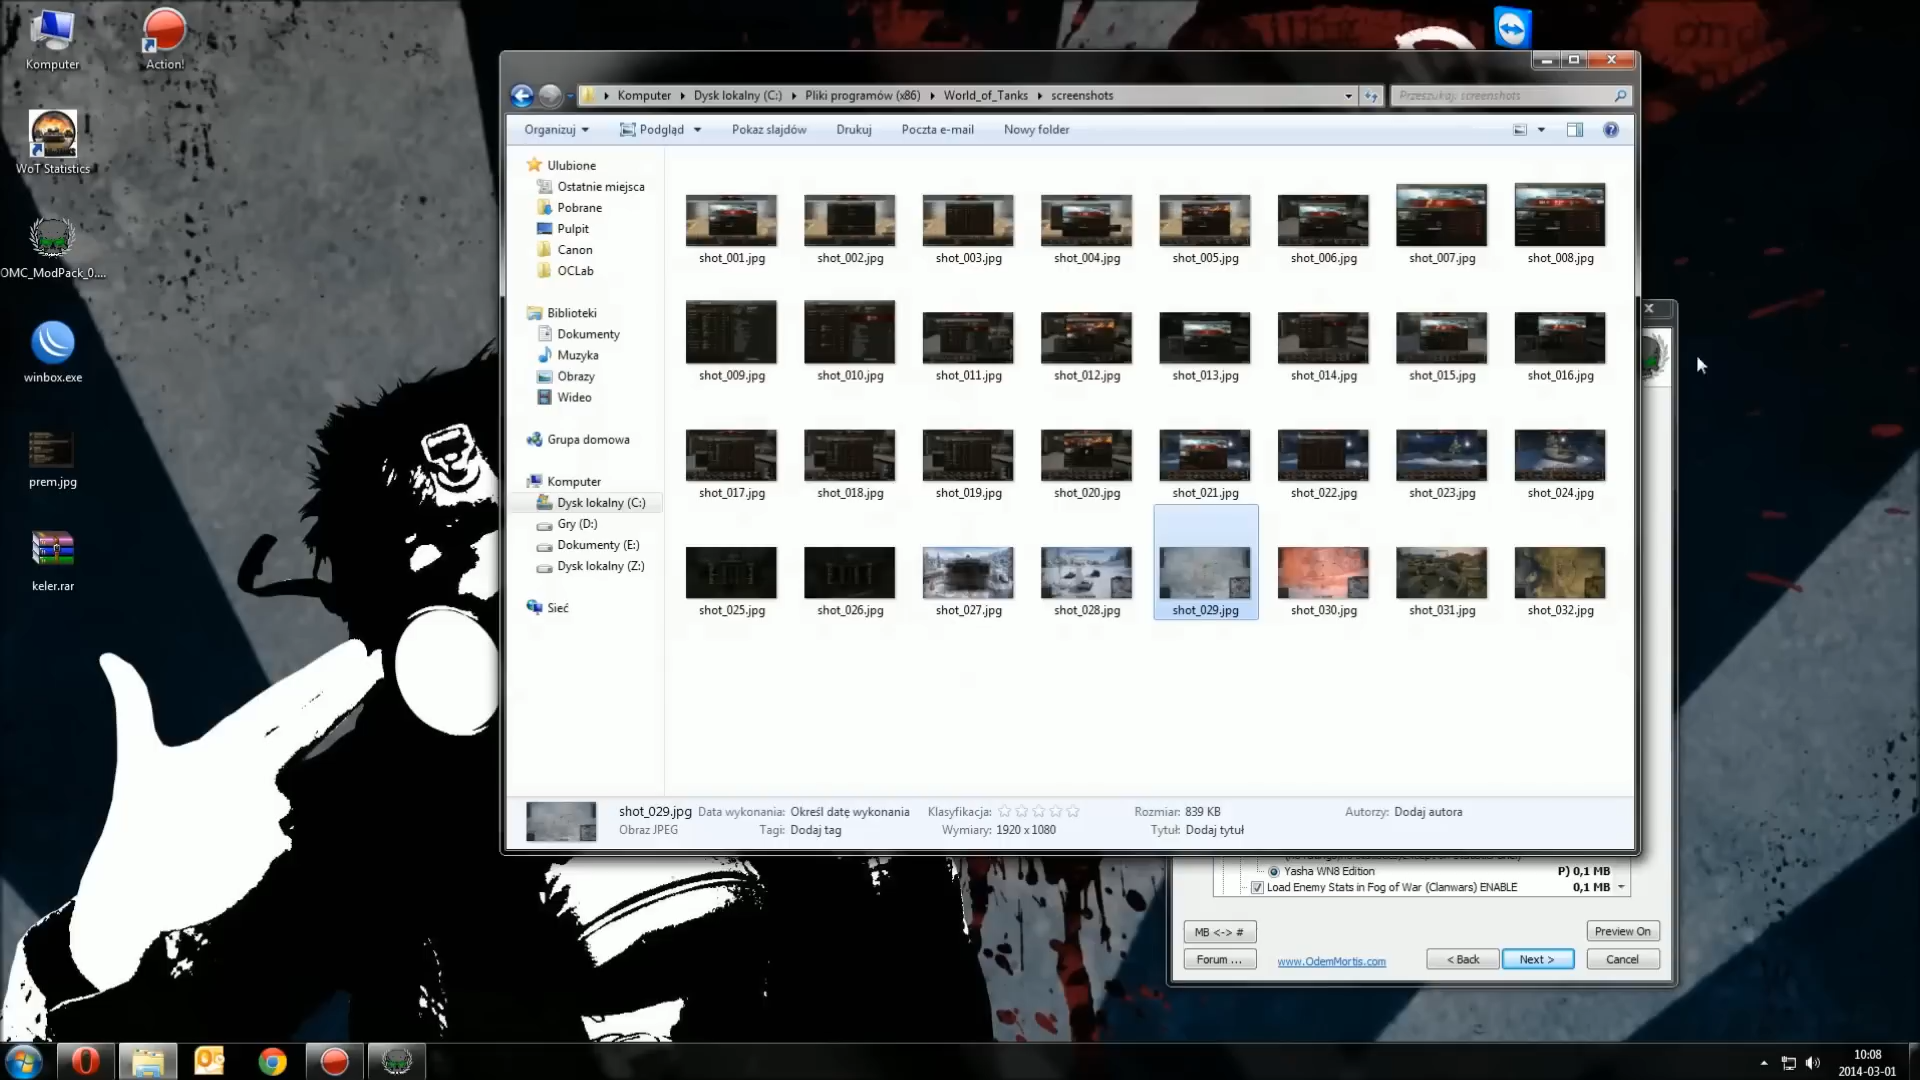 Komputer
Action!
WoT Statistics
OMC_ModPack_0....
winbox.exe
prem.jpg
keler.rar
Komputer Dysk lokalny (C:) Pliki programów (x86) World_of_Tanks screenshots
Przeszukaj: screenshots
Organizuj Podgląd Pokaz slajdów Drukuj Poczta e-mail Nowy folder
Ulubione
Ostatnie miejsca
Pobrane
Pulpit
Canon
OCLab
Biblioteki
Dokumenty
Muzyka
Obrazy
Wideo
Grupa domowa
Komputer
Dysk lokalny (C:)
Gry (D:)
Dokumenty (E:)
Dysk lokalny (Z:)
Sieć
shot_001.jpg shot_002.jpg shot_003.jpg shot_004.jpg shot_005.jpg shot_006.jpg shot_007.jpg shot_008.jpg
shot_009.jpg shot_010.jpg shot_011.jpg shot_012.jpg shot_013.jpg shot_014.jpg shot_015.jpg shot_016.jpg
shot_017.jpg shot_018.jpg shot_019.jpg shot_020.jpg shot_021.jpg shot_022.jpg shot_023.jpg shot_024.jpg
shot_025.jpg shot_026.jpg shot_027.jpg shot_028.jpg shot_029.jpg shot_030.jpg shot_031.jpg shot_032.jpg
shot_029.jpg Data wykonania: Określ datę wykonania Klasyfikacja: Rozmiar: 839 KB Autorzy: Dodaj autora
Obraz JPEG Tagi: Dodaj tag Wymiary: 1920 x 1080 Tytuł: Dodaj tytuł
Yasha WN8 Edition P) 0,1 MB
Load Enemy Stats in Fog of War (Clanwars) ENABLE 0,1 MB
MB <-> # Preview On
Forum ... www.OdemMortis.com < Back Next > Cancel
10:08
2014-03-01